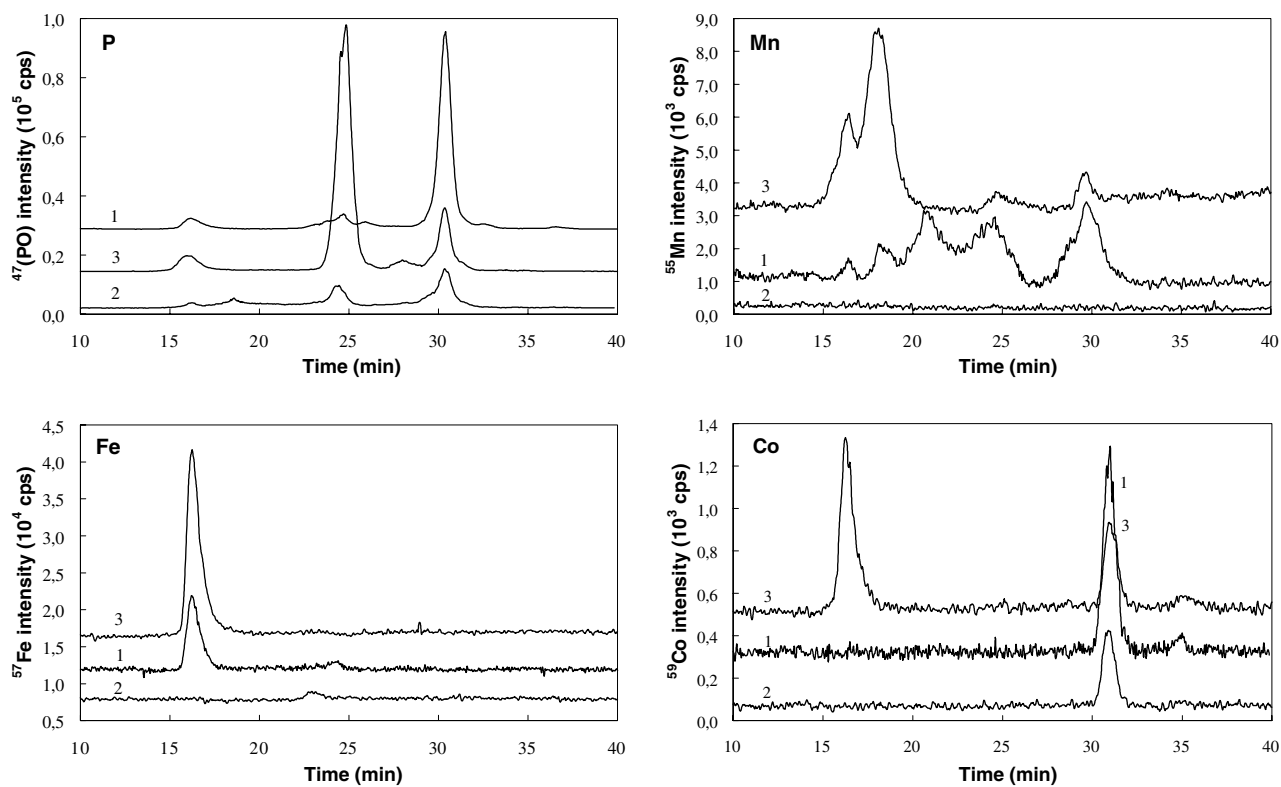 P
⁴⁷(PO) intensity (10⁵ cps)
1,0
0,8
0,6
0,4
0,2
0,0
1
3
2
10 15 20 25 30 35 40
Time (min)
Mn
⁵⁵Mn intensity (10³ cps)
9,0
8,0
7,0
6,0
5,0
4,0
3,0
2,0
1,0
0,0
3
1
2
10 15 20 25 30 35 40
Time (min)
Fe
⁵⁷Fe intensity (10⁴ cps)
4,5
4,0
3,5
3,0
2,5
2,0
1,5
1,0
0,5
3
1
2
10 15 20 25 30 35 40
Time (min)
Co
⁵⁹Co intensity (10³ cps)
1,4
1,2
1,0
0,8
0,6
0,4
0,2
0,0
1
3
3
1
2
10 15 20 25 30 35 40
Time (min)